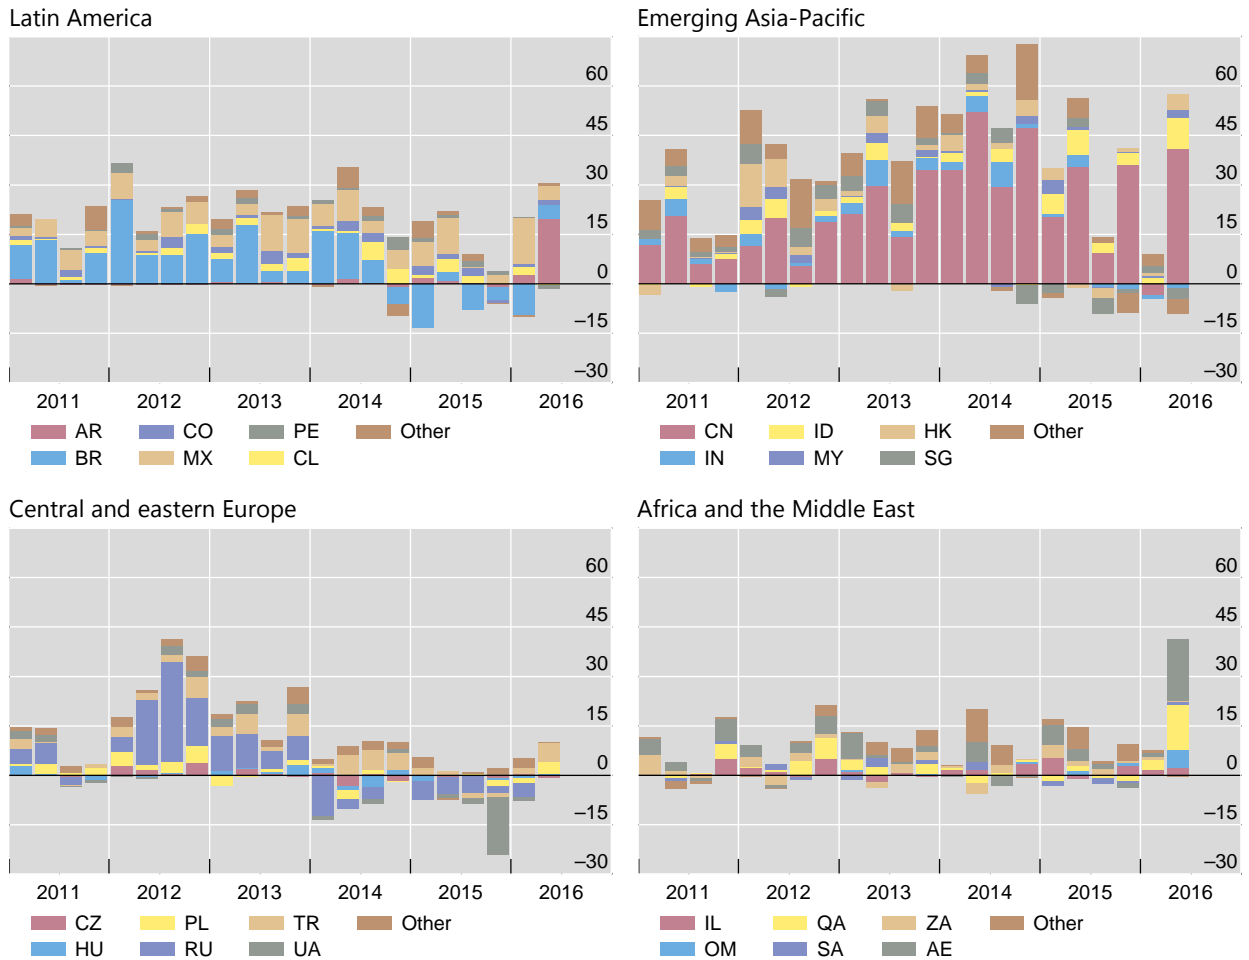 Latin America
60
45
30
15
0
–15
–30
2011 2012 2013 2014 2015 2016
AR CO PE Other
BR MX CL
Emerging Asia-Pacific
60
45
30
15
0
–15
–30
2011 2012 2013 2014 2015 2016
CN ID HK Other
IN MY SG
Central and eastern Europe
60
45
30
15
0
–15
–30
2011 2012 2013 2014 2015 2016
CZ PL TR Other
HU RU UA
Africa and the Middle East
60
45
30
15
0
–15
–30
2011 2012 2013 2014 2015 2016
IL QA ZA Other
OM SA AE